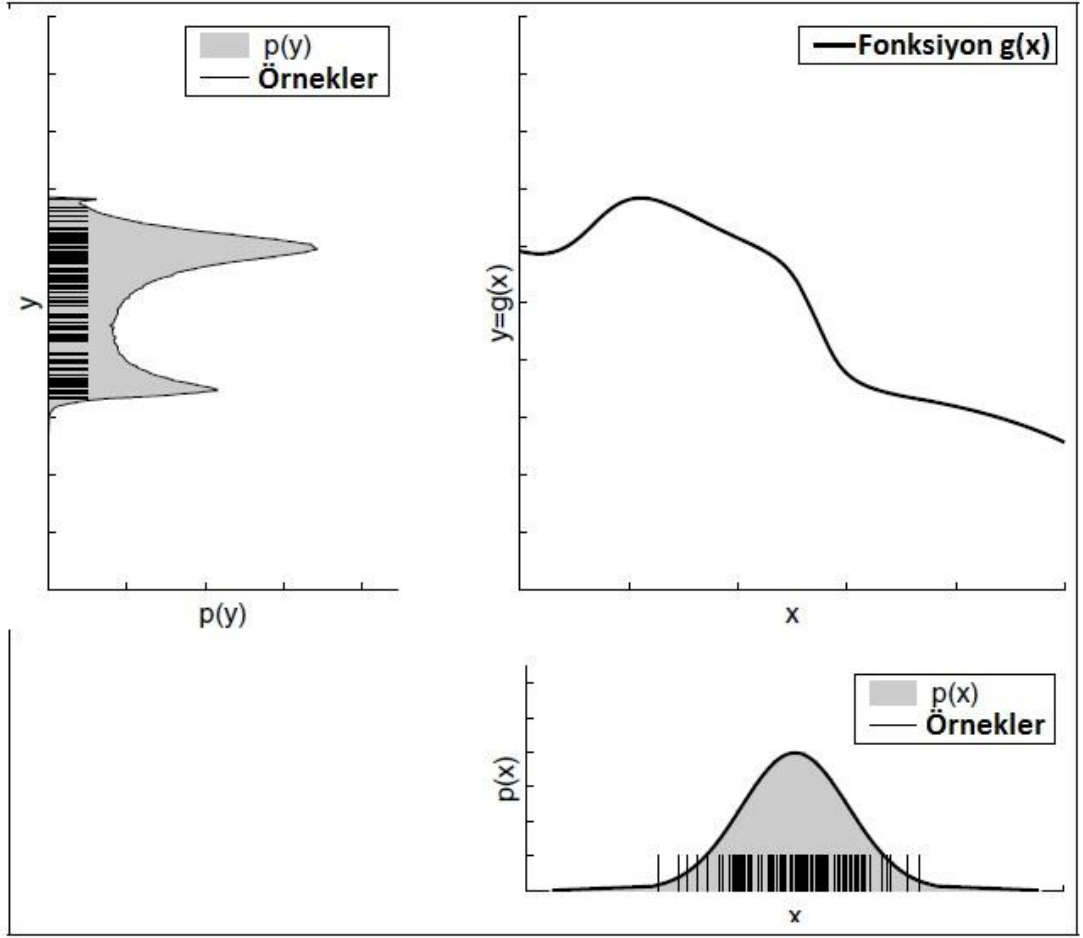 p(y)
Örnekler
y
p(y)
Fonksiyon g(x)
y=g(x)
x
p(x)
Örnekler
p(x)
x